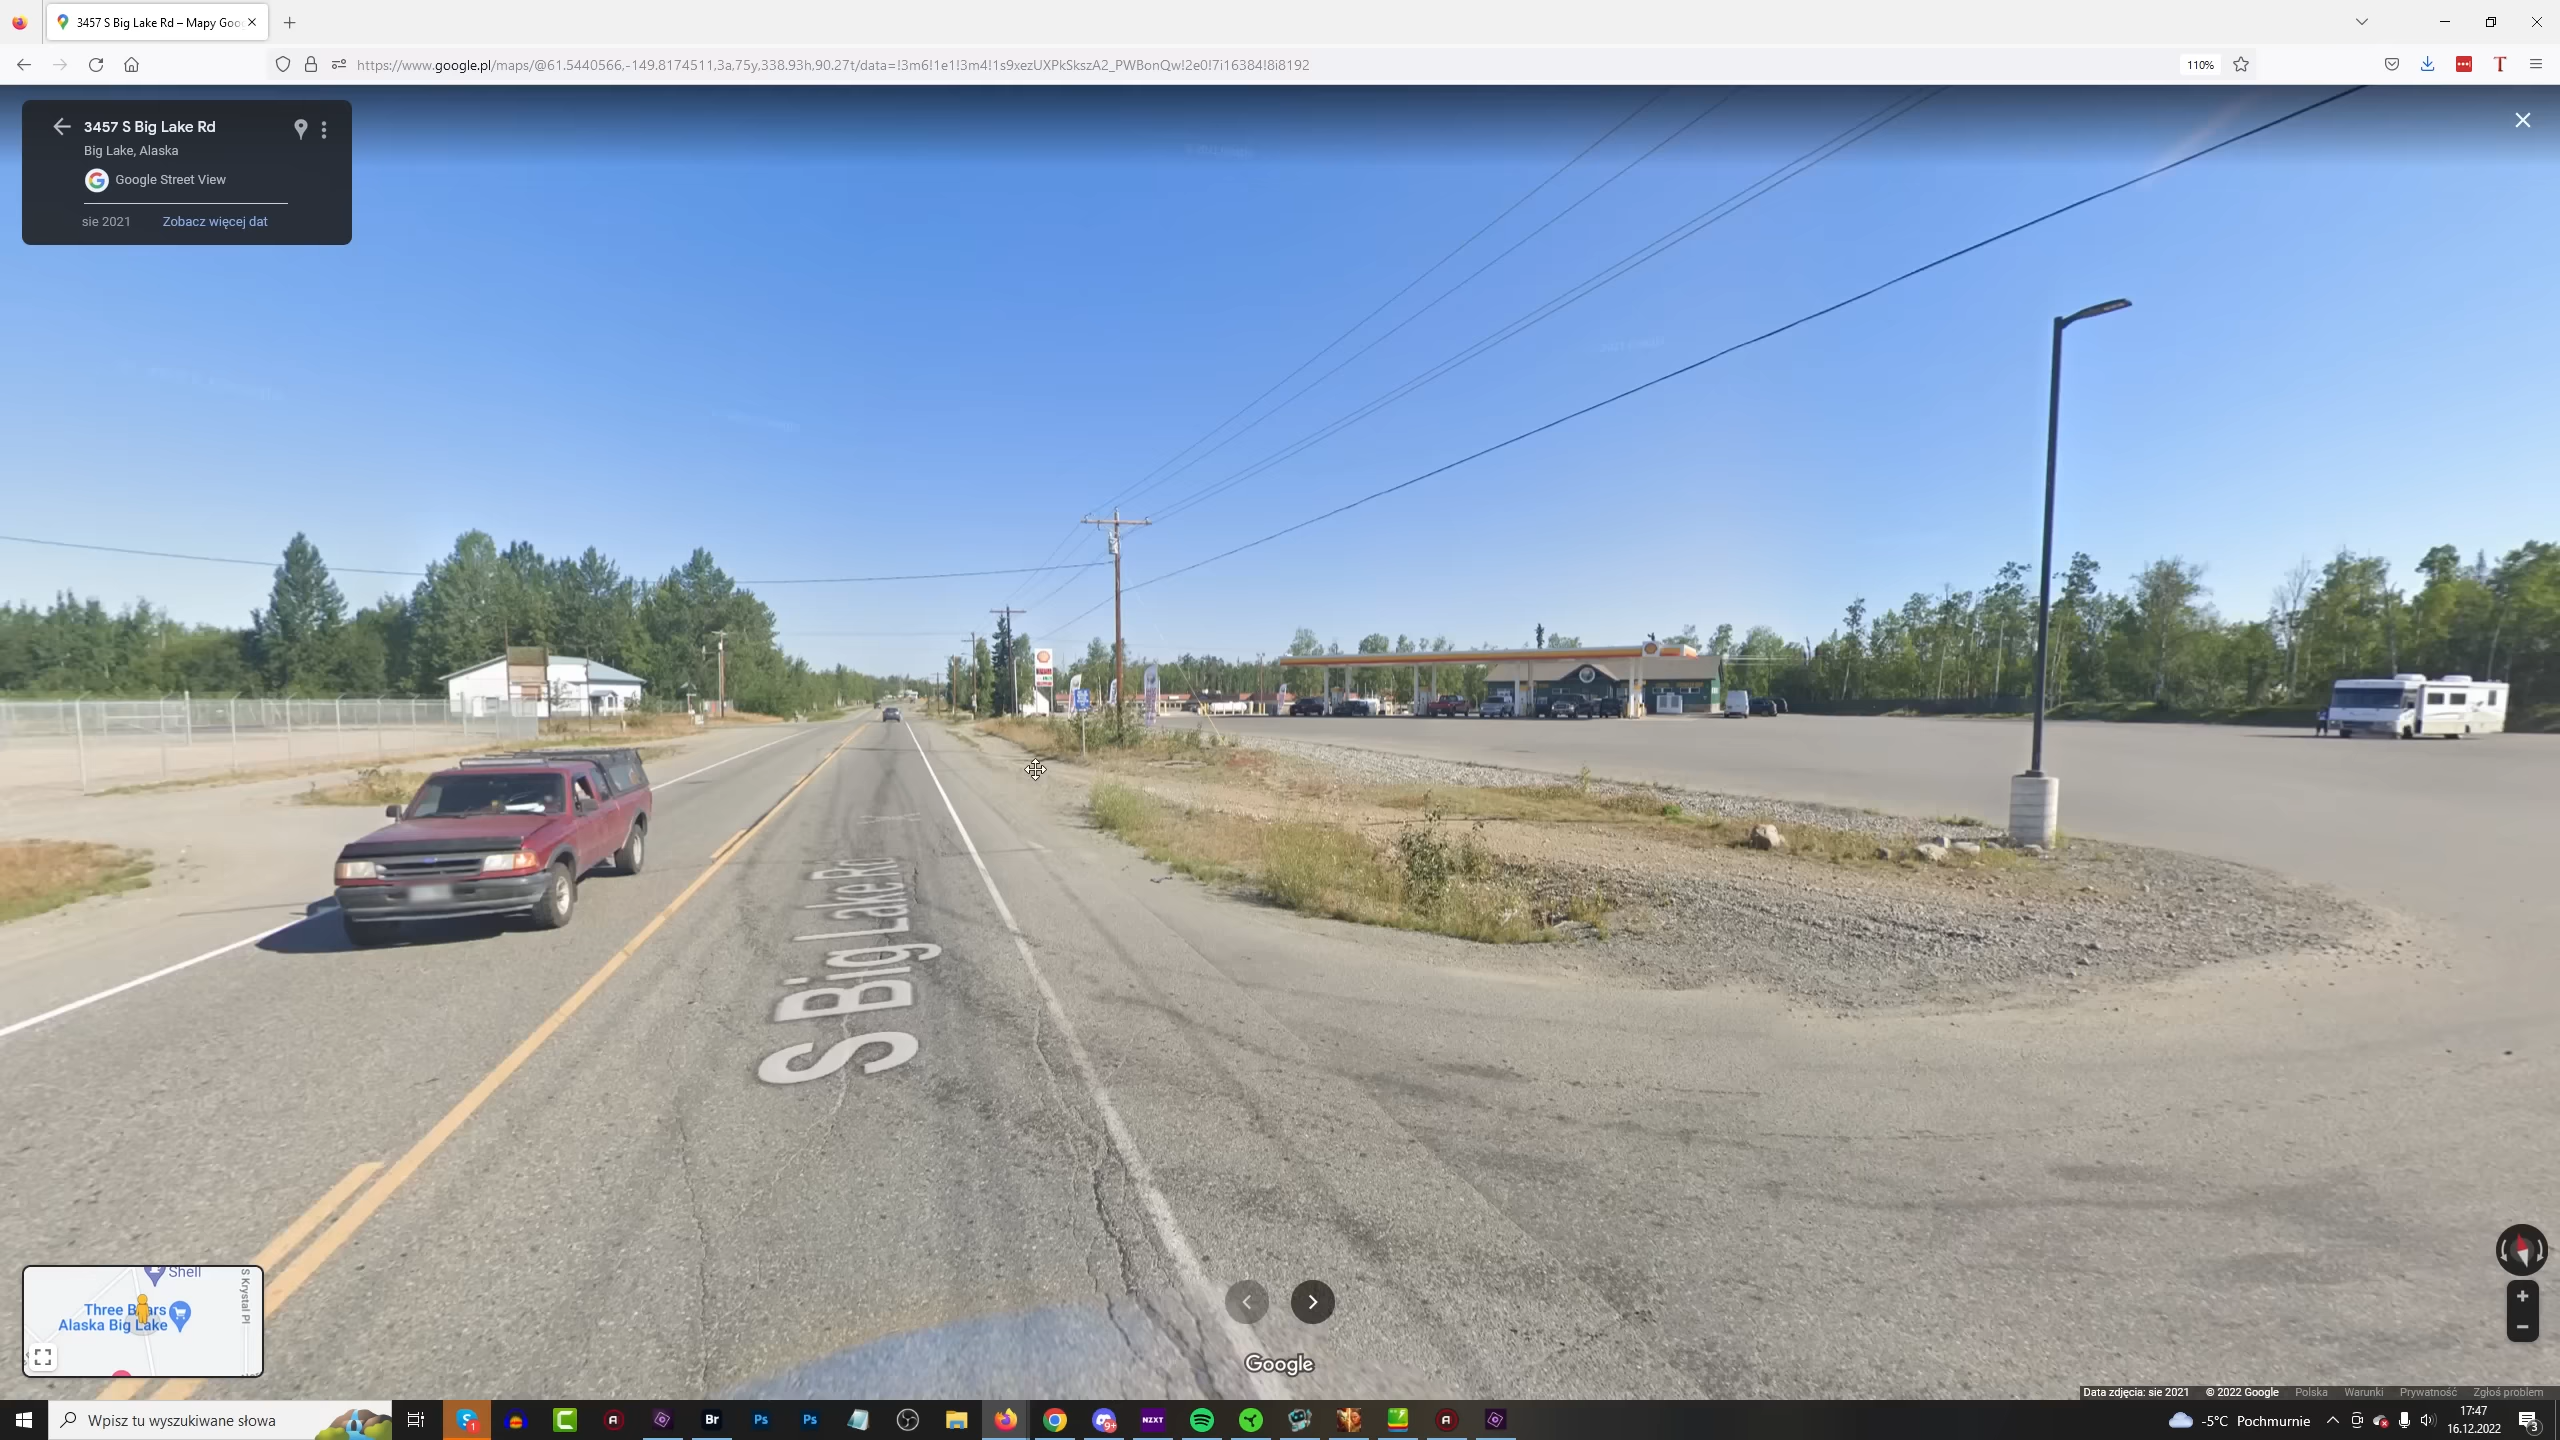 3457 S Big Lake Rd – Mapy Goo
https://www.google.pl/maps/@61.5440566,-149.8174511,3a,75y,338.93h,90.27t/data=!3m6!1e1!3m4!1s9xezUXPkSkszA2_PWBonQw!2e0!7i16384!8i8192
110%
T
3457 S Big Lake Rd
Big Lake, Alaska
Google Street View
sie 2021 Zobacz więcej dat
S Big Lake Rd
Shell
Three Bears
Alaska Big Lake
S Krystal Pl
Google
Data zdjęcia: sie 2021 © 2022 Google Polska Warunki Prywatność Zgłoś problem
Wpisz tu wyszukiwane słowa
1
Br
Ps
Ps
9+
NZXT
-5°C Pochmurnie
17:47
16.12.2022
3